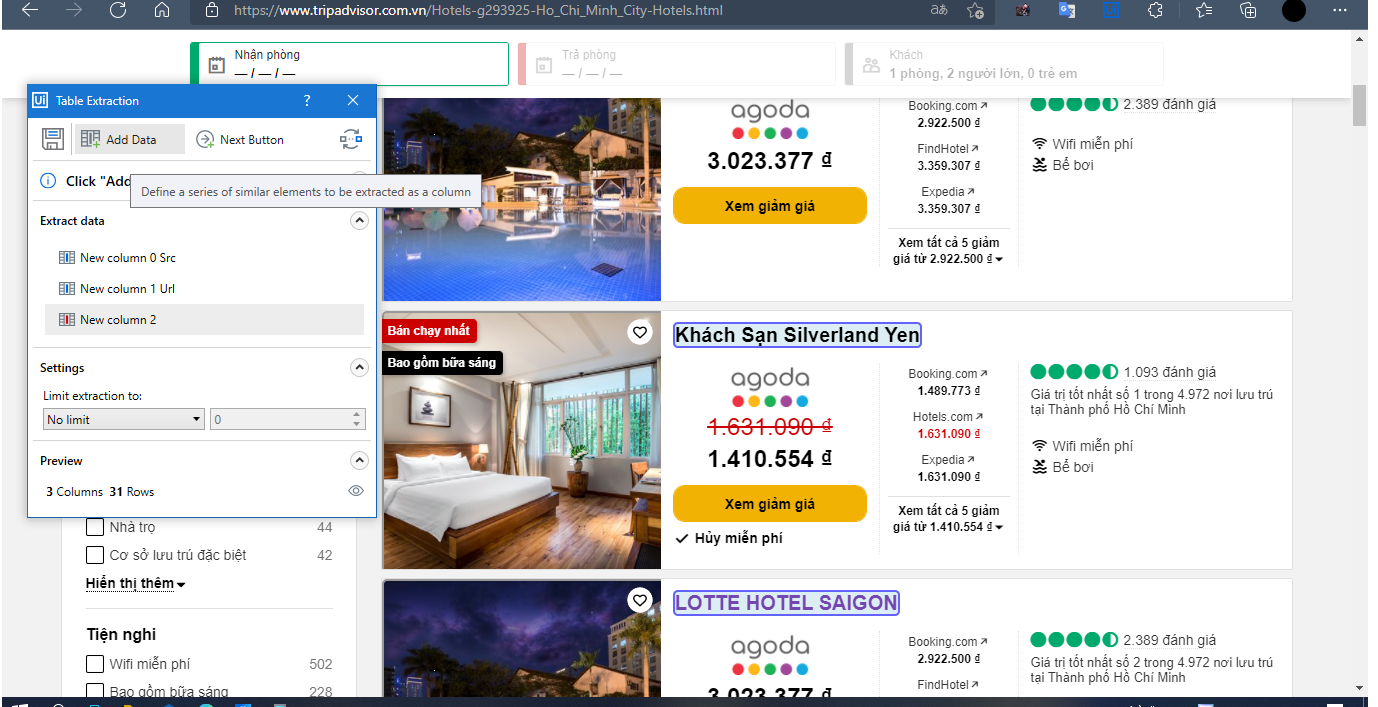 https://www.tripadvisor.com.vn/Hotels-g293925-Ho_Chi_Minh_City-Hotels.html
Nhận phòng
— / — / —
Trả phòng
— / — / —
Khách
1 phòng, 2 người lớn, 0 trẻ em
Ui Table Extraction
?
Add Data
Next Button
Click "Add
Define a series of similar elements to be extracted as a column
Extract data
New column 0 Src
New column 1 Url
New column 2
Settings
Limit extraction to:
No limit
0
Preview
3 Columns 31 Rows
Nhà trọ 44
Cơ sở lưu trú đặc biệt 42
Hiển thị thêm
Tiện nghi
Wifi miễn phí 502
Bao gồm bữa sáng 228
agoda
3.023.377 ₫
Xem giảm giá
Booking.com
2.922.500 ₫
FindHotel
3.359.307 ₫
Expedia
3.359.307 ₫
Xem tất cả 5 giảm
giá từ 2.922.500 ₫
2.389 đánh giá
Wifi miễn phí
Bể bơi
Bán chạy nhất
Bao gồm bữa sáng
Khách Sạn Silverland Yen
agoda
1.631.090 ₫
1.410.554 ₫
Xem giảm giá
Hủy miễn phí
Booking.com
1.489.773 ₫
Hotels.com
1.631.090 ₫
Expedia
1.631.090 ₫
Xem tất cả 5 giảm
giá từ 1.410.554 ₫
1.093 đánh giá
Giá trị tốt nhất số 1 trong 4.972 nơi lưu trú
tại Thành phố Hồ Chí Minh
Wifi miễn phí
Bể bơi
LOTTE HOTEL SAIGON
agoda
3.023.377 ₫
Booking.com
2.922.500 ₫
FindHotel
2.389 đánh giá
Giá trị tốt nhất số 2 trong 4.972 nơi lưu trú
tại Thành phố Hồ Chí Minh